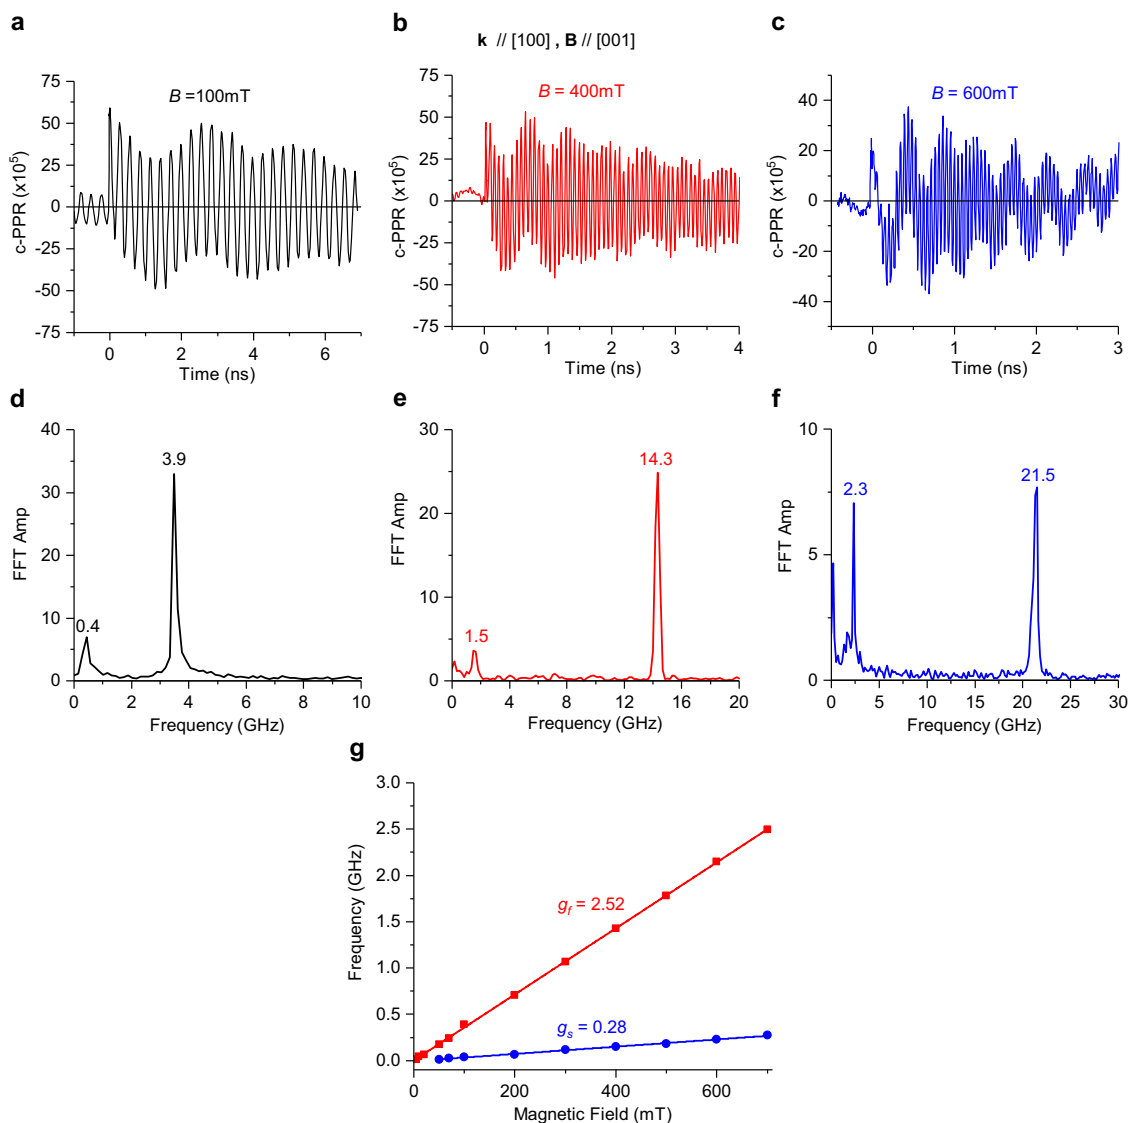 a
b
c
k // [100] , B // [001]
B =100mT
B = 400mT
B = 600mT
75
50
25
0
-25
-50
-75
c-PPR (x10⁵)
0 2 4 6
Time (ns)
75
50
25
0
-25
-50
-75
c-PPR (x10⁵)
0 1 2 3 4
Time (ns)
40
20
0
-20
-40
c-PPR (x10⁵)
0 1 2 3
Time (ns)
d
e
f
40
30
20
10
0
FFT Amp
0.4
3.9
0 2 4 6 8 10
Frequency (GHz)
30
20
10
0
FFT Amp
1.5
14.3
0 4 8 12 16 20
Frequency (GHz)
10
5
0
FFT Amp
2.3
21.5
0 5 10 15 20 25 30
Frequency (GHz)
g
3.0
2.5
2.0
1.5
1.0
0.5
0.0
Frequency (GHz)
g_f = 2.52
g_s = 0.28
0 200 400 600
Magnetic Field (mT)